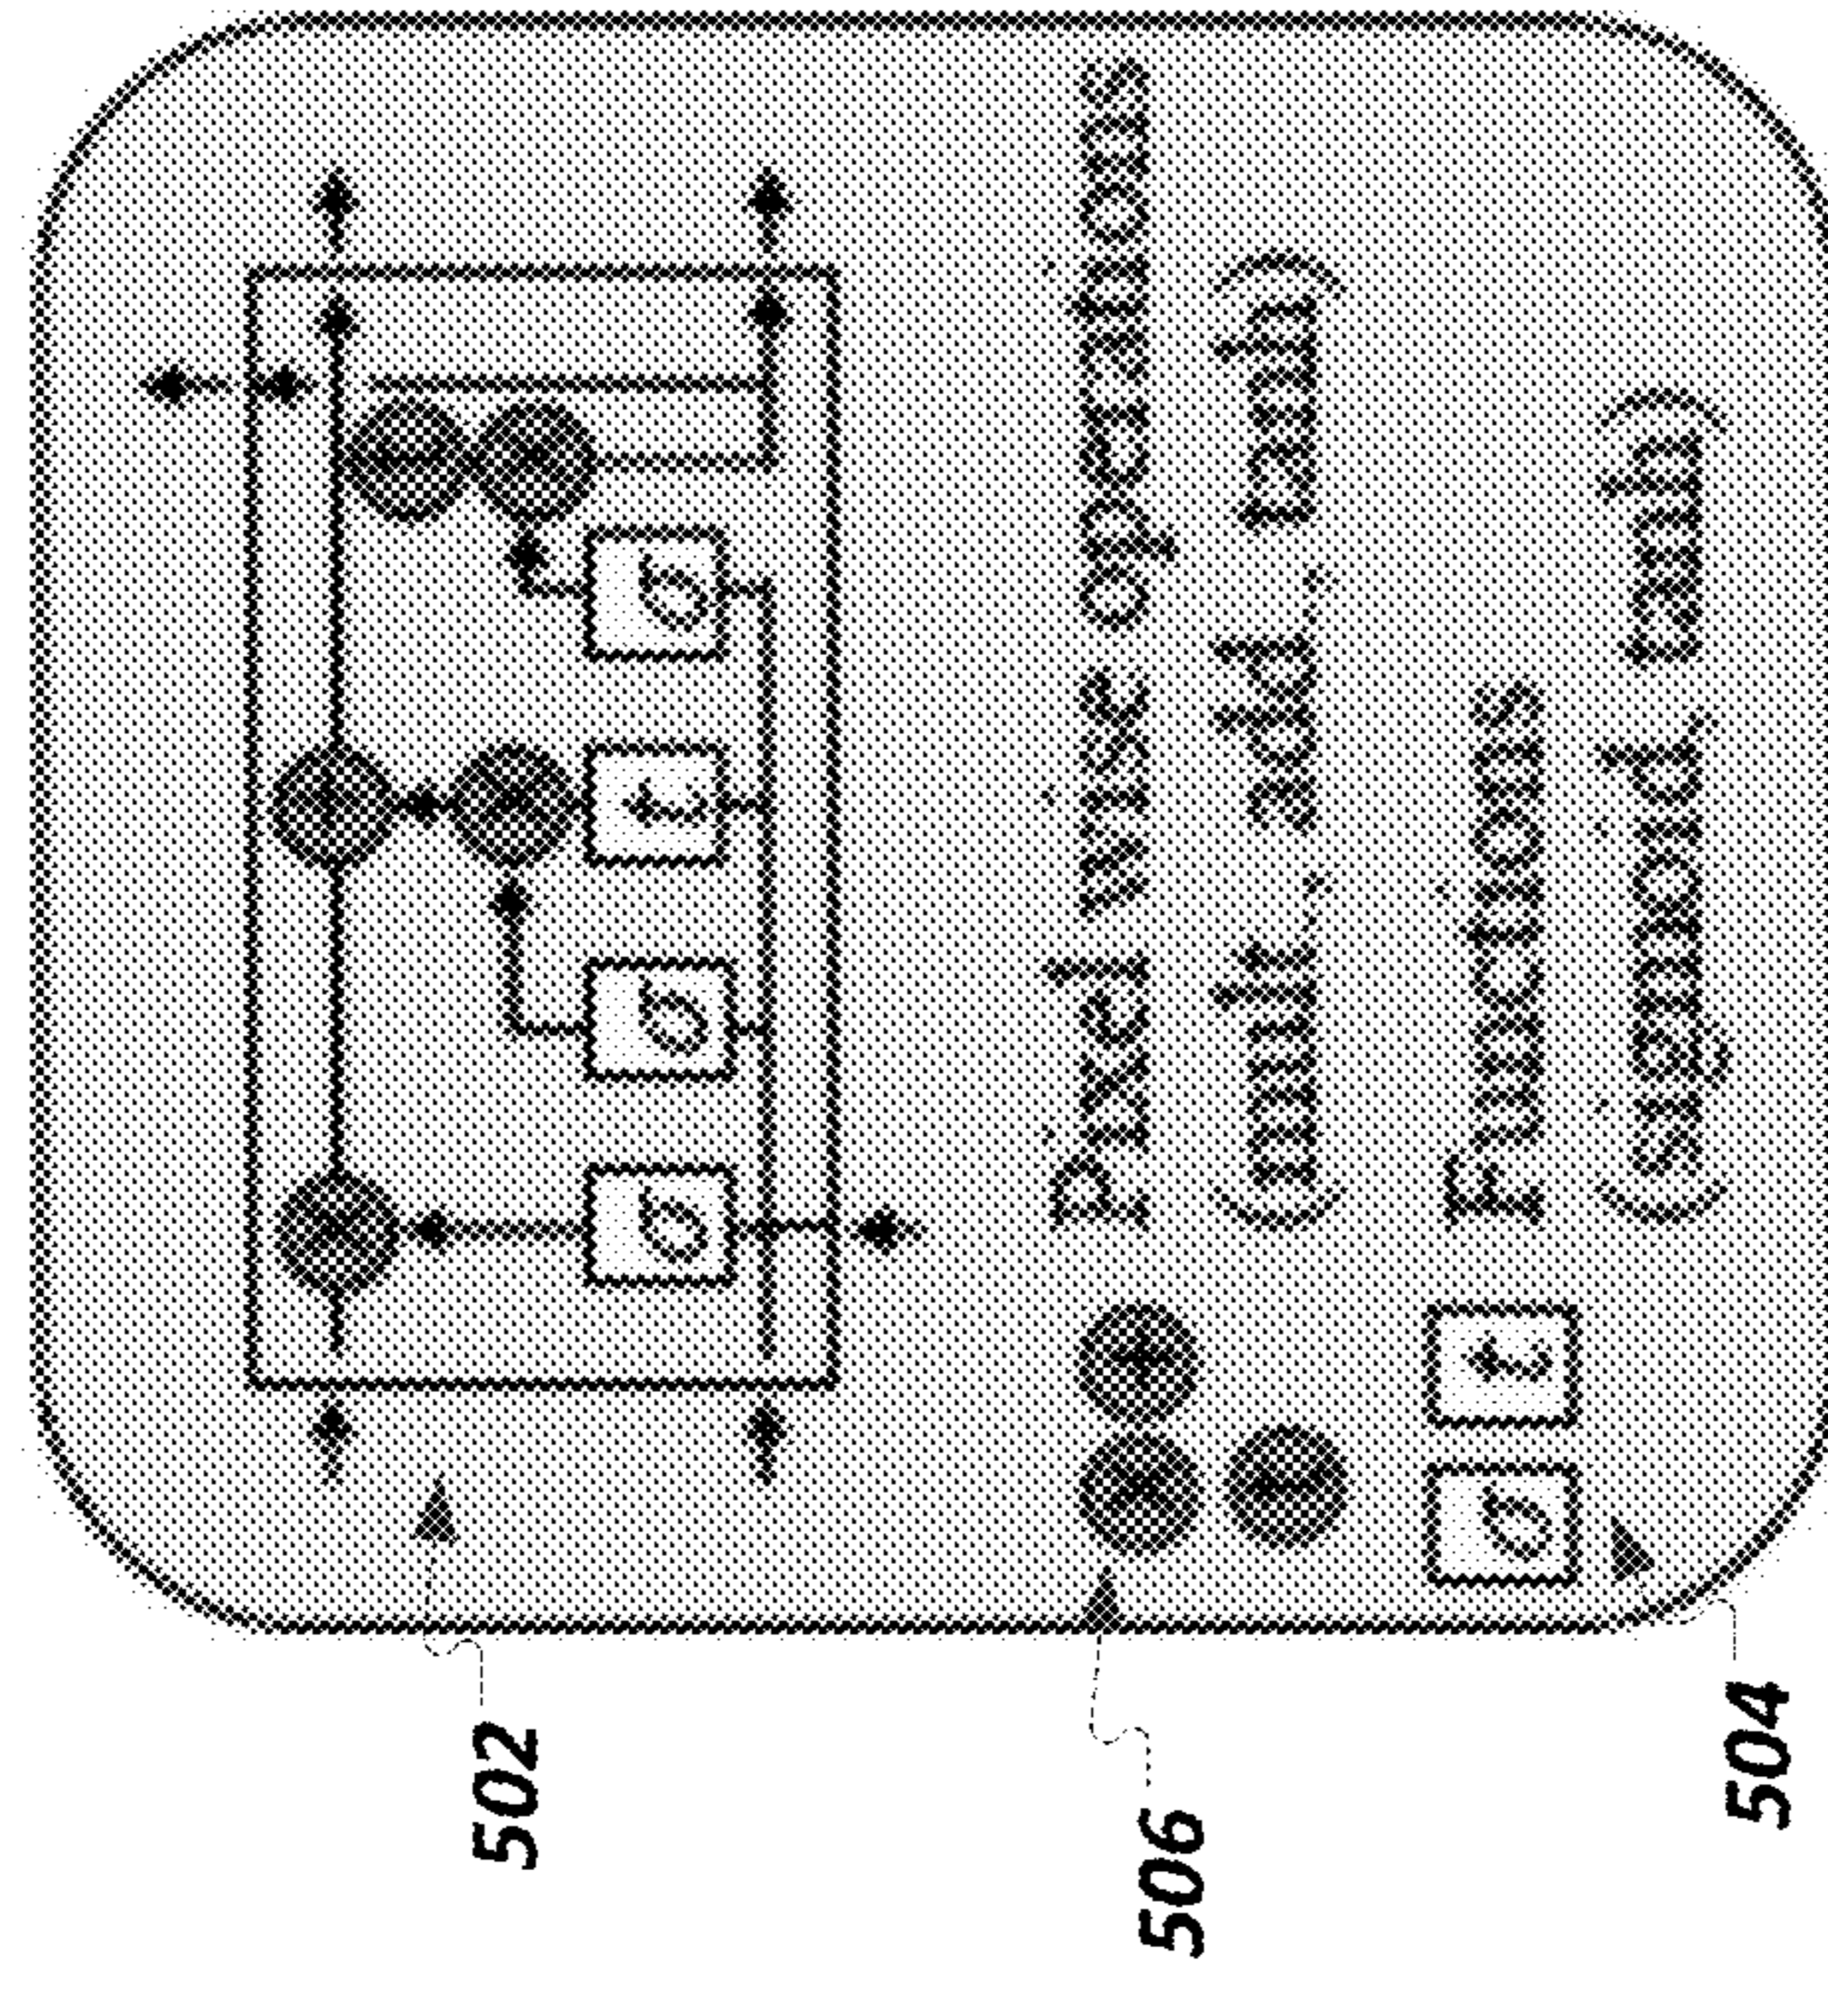 502
× + × t ×
σ σ t σ
506
× + Pixel wise operations
t (mult., add., tanh)
σ t Functions
(sigmoid, tanh)
504